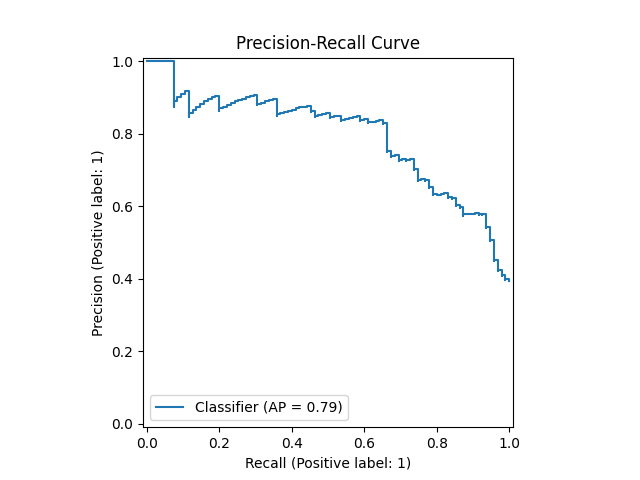 Precision-Recall Curve
1.0
0.8
0.6
0.4
0.2
0.0
Precision (Positive label: 1)
Classifier (AP = 0.79)
0.0 0.2 0.4 0.6 0.8 1.0
Recall (Positive label: 1)